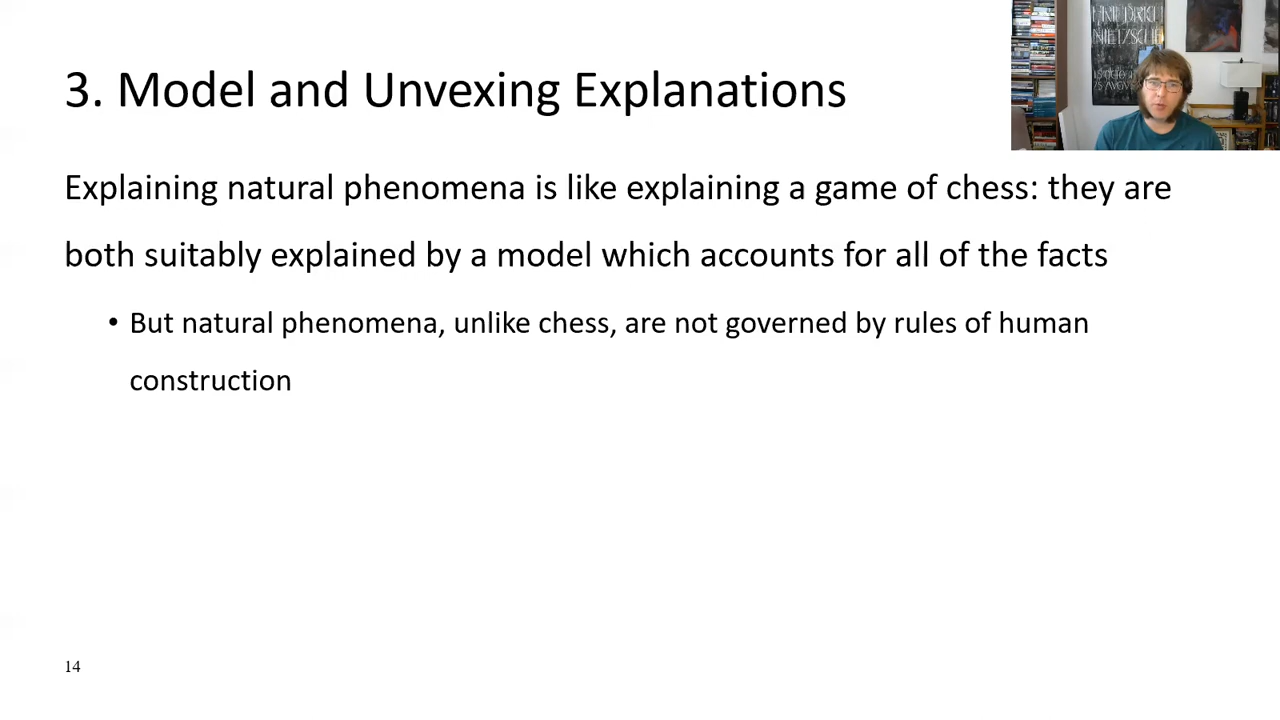 3. Model and Unvexing Explanations
Explaining natural phenomena is like explaining a game of chess: they are
both suitably explained by a model which accounts for all of the facts
• But natural phenomena, unlike chess, are not governed by rules of human
construction
14
NIETZSCHE